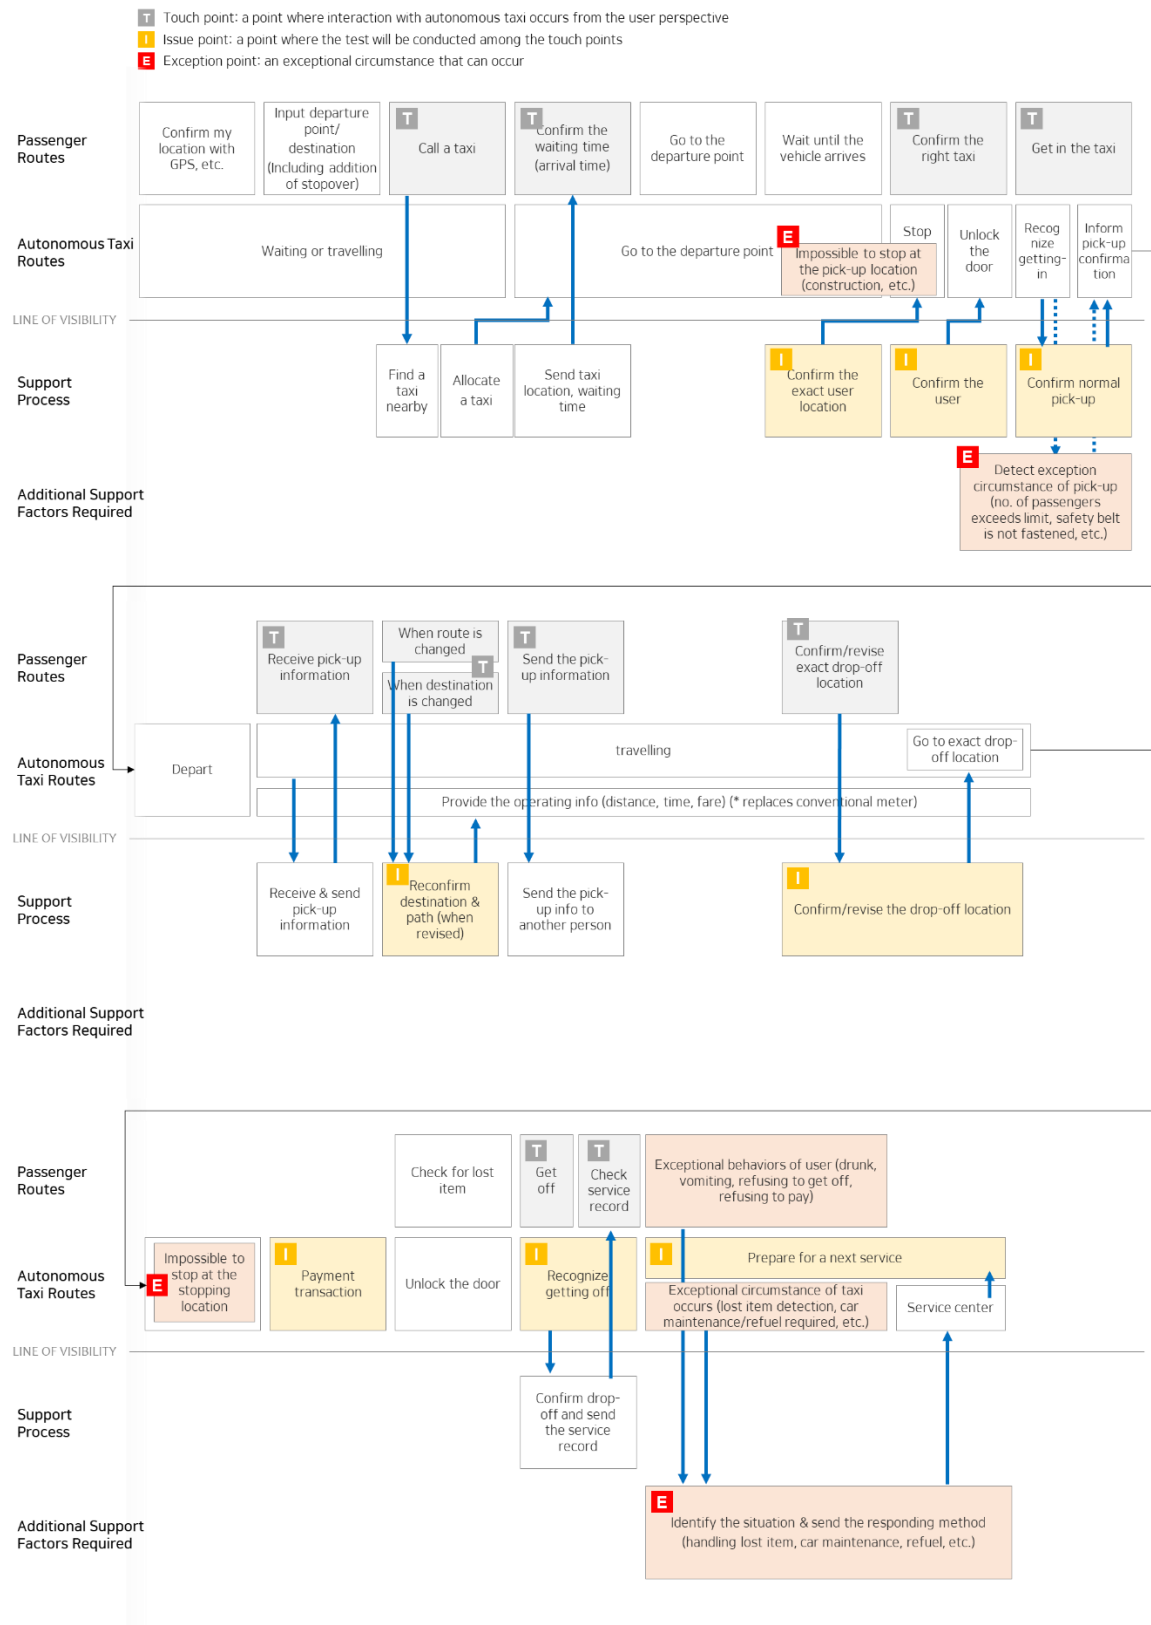 T Touch point: a point where interaction with autonomous taxi occurs from the user perspective
I Issue point: a point where the test will be conducted among the touch points
E Exception point: an exceptional circumstance that can occur
Passenger
Routes
Confirm my
location with
GPS, etc.
Input departure
point/
destination
(Including addition
of stopover)
T
Call a taxi
T
Confirm the
waiting time
(arrival time)
Go to the
departure point
Wait until the
vehicle arrives
T
Confirm the
right taxi
T
Get in the taxi
Autonomous Taxi
Routes
Waiting or travelling
Go to the departure point
E
Impossible to stop at
the pick-up location
(construction, etc.)
Stop
Unlock
the
door
Recog
nize
getting-
in
Inform
pick-up
confirma
tion
LINE OF VISIBILITY
Support
Process
Find a
taxi
nearby
Allocate
a taxi
Send taxi
location, waiting
time
I
Confirm the
exact user
location
I
Confirm the
user
I
Confirm normal
pick-up
Additional Support
Factors Required
E
Detect exception
circumstance of pick-up
(no. of passengers
exceeds limit, safety belt
is not fastened, etc.)
Passenger
Routes
T
Receive pick-up
information
When route is
changed
T
When destination
is changed
T
Send the pick-
up information
T
Confirm/revise
exact drop-off
location
Autonomous
Taxi Routes
Depart
travelling
Go to exact drop-
off location
Provide the operating info (distance, time, fare) (* replaces conventional meter)
LINE OF VISIBILITY
Support
Process
Receive & send
pick-up
information
I
Reconfirm
destination &
path (when
revised)
Send the pick-
up info to
another person
I
Confirm/revise the drop-off location
Additional Support
Factors Required
Passenger
Routes
Check for lost
item
T
Get
off
T
Check
service
record
Exceptional behaviors of user (drunk,
vomiting, refusing to get off,
refusing to pay)
Autonomous
Taxi Routes
E
Impossible to
stop at the
stopping
location
I
Payment
transaction
Unlock the door
I
Recognize
getting off
I
Prepare for a next service
Exceptional circumstance of taxi
occurs (lost item detection, car
maintenance/refuel required, etc.)
Service center
LINE OF VISIBILITY
Support
Process
Confirm drop-
off and send
the service
record
Additional Support
Factors Required
E
Identify the situation & send the responding method
(handling lost item, car maintenance, refuel, etc.)